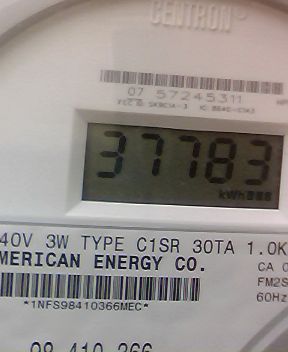 CENTRON
07 57245311
37783
kWh
40V 3W TYPE C1SR 30TA 1.0K
MERICAN ENERGY CO.
CA 0
FM2S
60Hz
*1NFS98410366MEC*
98 410 366